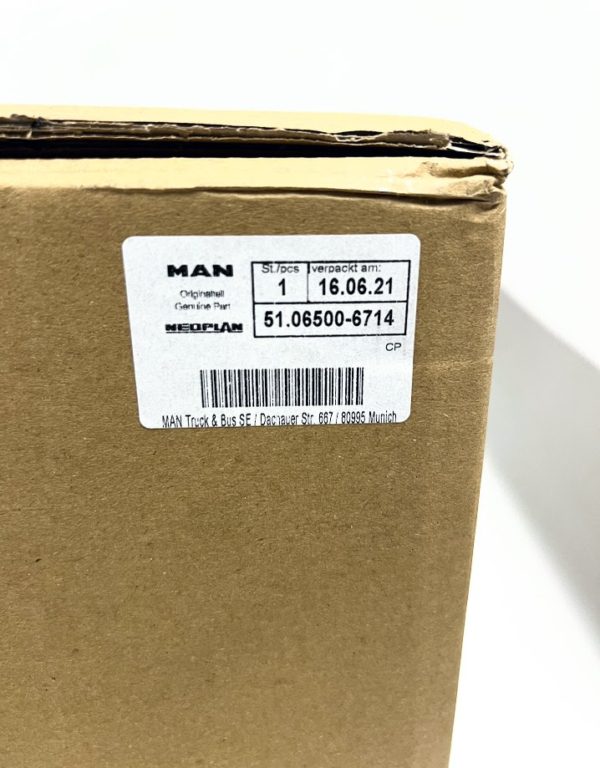 MAN
Originalteil
Genuine Part
NEOPLAN
St./pcs verpackt am:
1 16.06.21
51.06500-6714
CP
MAN Truck & Bus SE / Dachauer Str. 667 / 80995 Munich